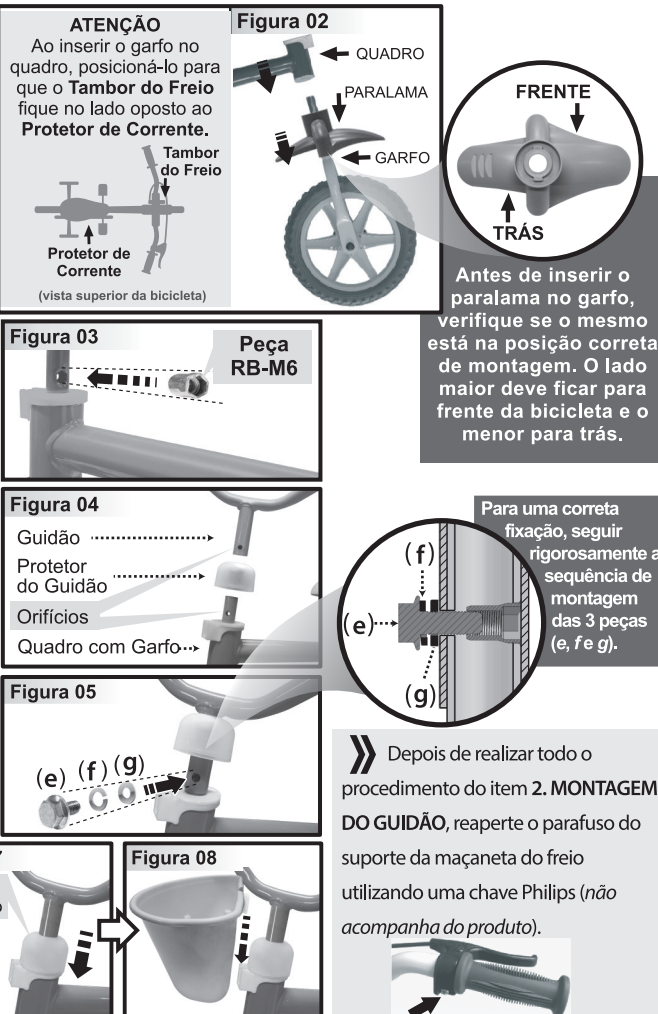 ATENÇÃO
Ao inserir o garfo no
quadro, posicioná-lo para
que o Tambor do Freio
fique no lado oposto ao
Protetor de Corrente.
Tambor
do Freio
Protetor de
Corrente
(vista superior da bicicleta)
Figura 02
QUADRO
PARALAMA
GARFO
FRENTE
TRÁS
Antes de inserir o
paralama no garfo,
verifique se o mesmo
está na posição correta
de montagem. O lado
maior deve ficar para
frente da bicicleta e o
menor para trás.
Figura 03
Peça
RB-M6
Figura 04
Guidão
Protetor
do Guidão
Orifícios
Quadro com Garfo
(f)
(e)
(g)
Para uma correta
fixação, seguir
rigorosamente a
sequência de
montagem
das 3 peças
(e, f e g).
Figura 05
(e) (f) (g)
Depois de realizar todo o
procedimento do item 2. MONTAGEM
DO GUIDÃO, reaperte o parafuso do
suporte da maçaneta do freio
utilizando uma chave Philips (não
acompanha do produto).
Figura 08